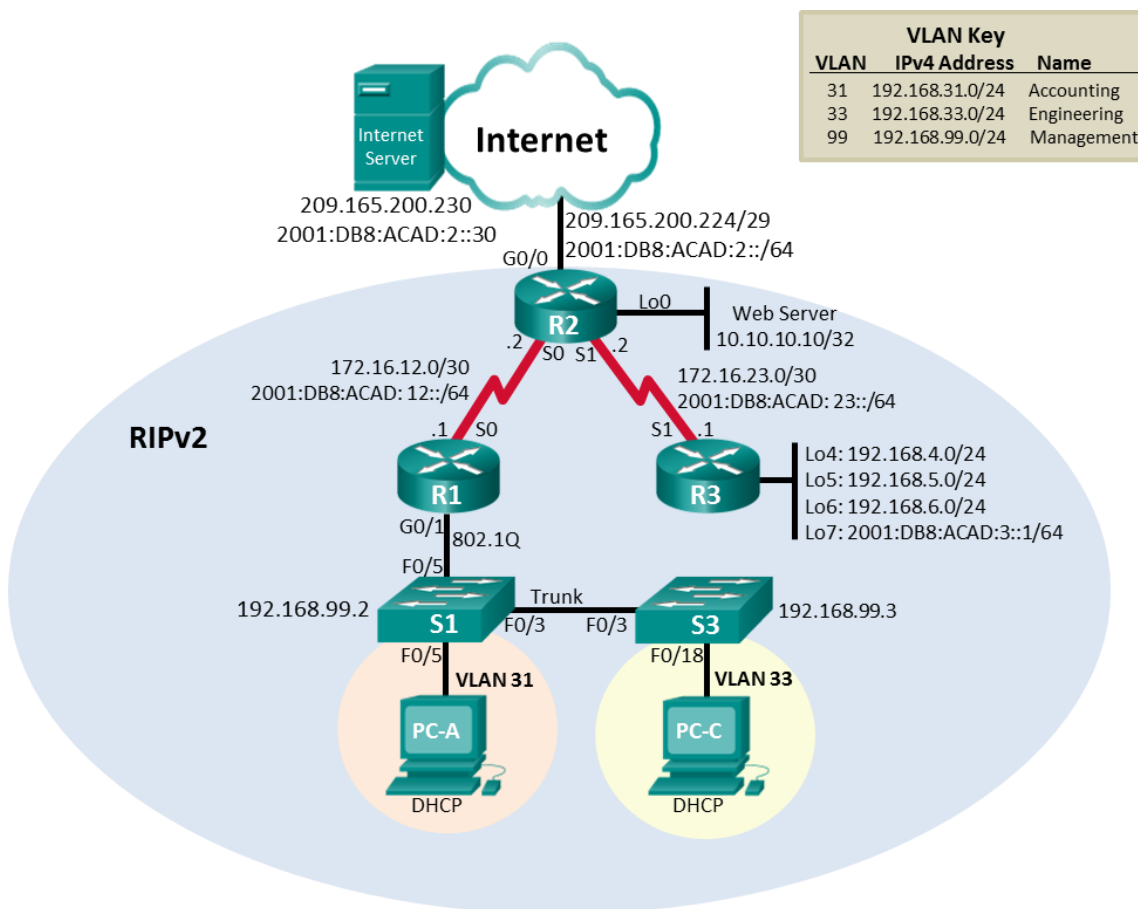 VLAN Key
VLAN IPv4 Address Name
31 192.168.31.0/24 Accounting
33 192.168.33.0/24 Engineering
99 192.168.99.0/24 Management
Internet
Server
Internet
209.165.200.230
2001:DB8:ACAD:2::30
209.165.200.224/29
2001:DB8:ACAD:2::/64
G0/0
R2
Lo0
Web Server
10.10.10.10/32
.2
S0
S1
.2
172.16.12.0/30
2001:DB8:ACAD: 12::/64
172.16.23.0/30
2001:DB8:ACAD: 23::/64
RIPv2
.1
S0
S1
.1
R1
R3
Lo4: 192.168.4.0/24
Lo5: 192.168.5.0/24
Lo6: 192.168.6.0/24
Lo7: 2001:DB8:ACAD:3::1/64
G0/1
802.1Q
F0/5
192.168.99.2
S1
F0/3
Trunk
F0/3
S3
192.168.99.3
F0/5
VLAN 31
F0/18
VLAN 33
PC-A
PC-C
DHCP
DHCP